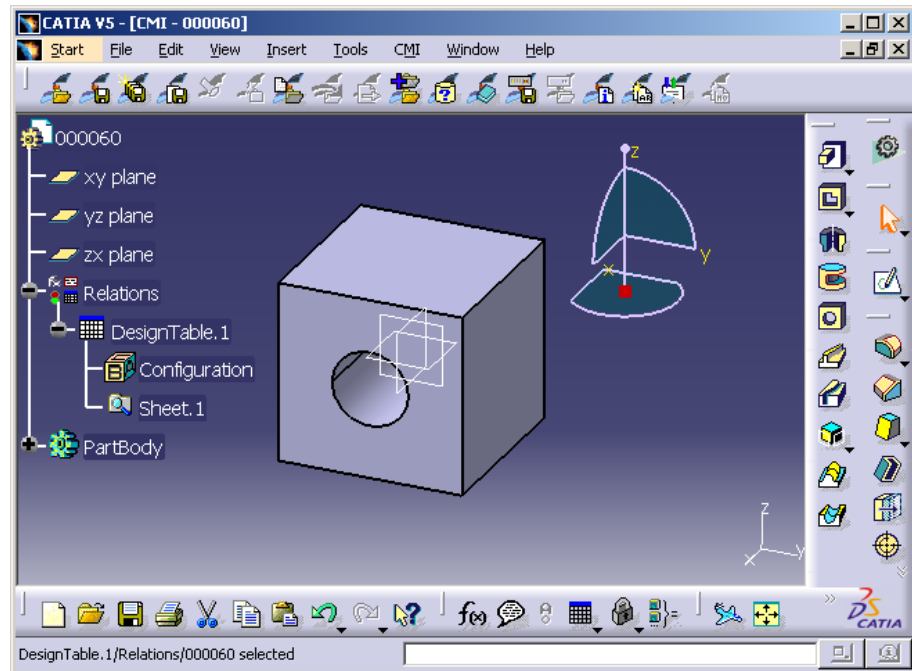 CATIA V5 - [CMI - 000060]
Start File Edit View Insert Tools CMI Window Help
000060
xy plane
yz plane
zx plane
Relations
DesignTable.1
Configuration
Sheet.1
PartBody
z
y
x
z
x
y
f(x)
CATIA
DesignTable.1/Relations/000060 selected